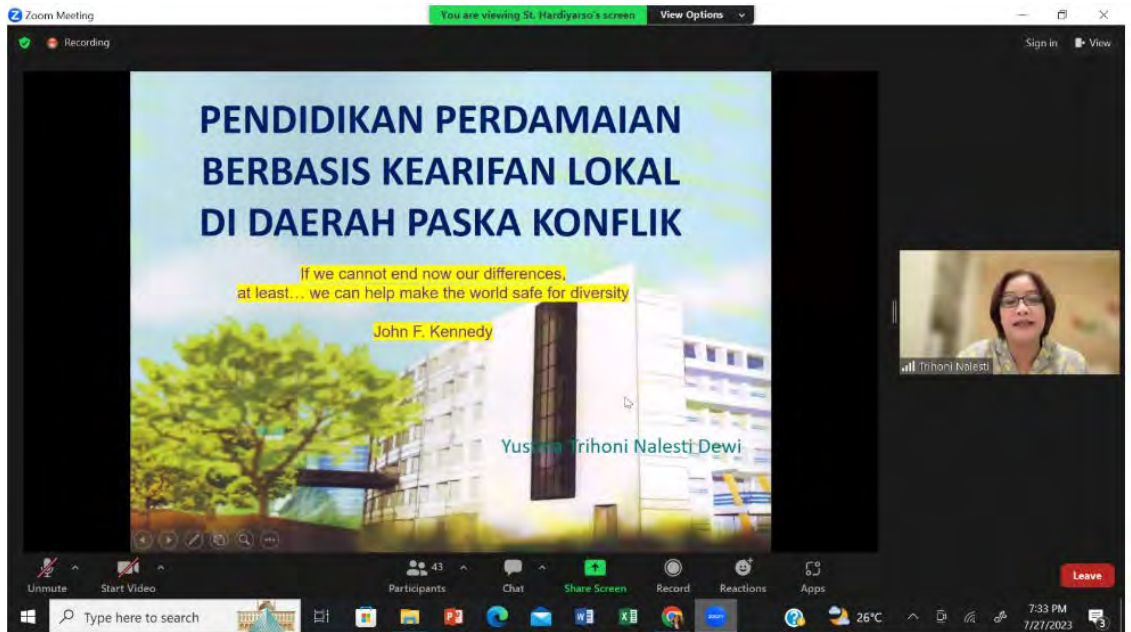 Zoom Meeting
You are viewing St. Hardiyarso's screen
View Options
Recording
Sign in
View
PENDIDIKAN PERDAMAIAN
BERBASIS KEARIFAN LOKAL
DI DAERAH PASKA KONFLIK
If we cannot end now our differences,
at least... we can help make the world safe for diversity
John F. Kennedy
Trihoni Nalesti
Trihoni Nalesti Dewi
Unmute
Start Video
43
Participants
Chat
Share Screen
Record
Reactions
Apps
Leave
Type here to search
26°C
7:33 PM
7/27/2023
3